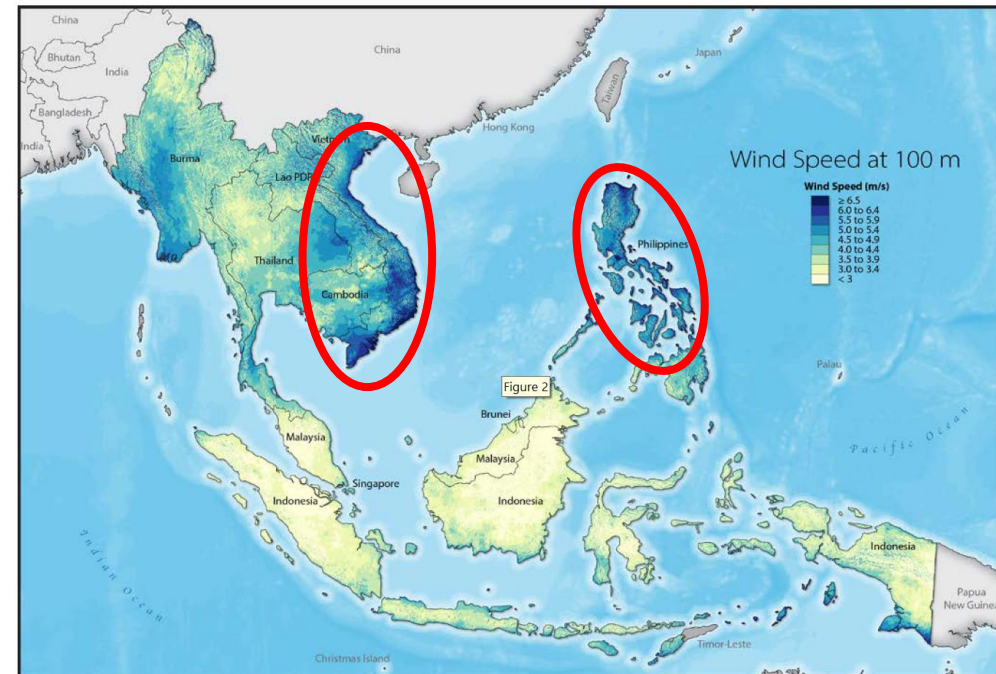 China
Bhutan
India
Bangladesh
India
Burma
China
Vietnam
Lao PDR
Thailand
Cambodia
Hong Kong
Taiwan
Japan
Wind Speed at 100 m
Wind Speed (m/s)
≥ 6.5
6.0 to 6.4
5.5 to 5.9
5.0 to 5.4
4.5 to 4.9
4.0 to 4.4
3.5 to 3.9
3.0 to 3.4
< 3
Philippines
Palau
Figure 2
Brunei
Malaysia
Malaysia
Singapore
Indonesia
Indonesia
Indonesia
Pacific Ocean
Indian Ocean
Papua
New Guinea
Timor-Leste
Christmas Island